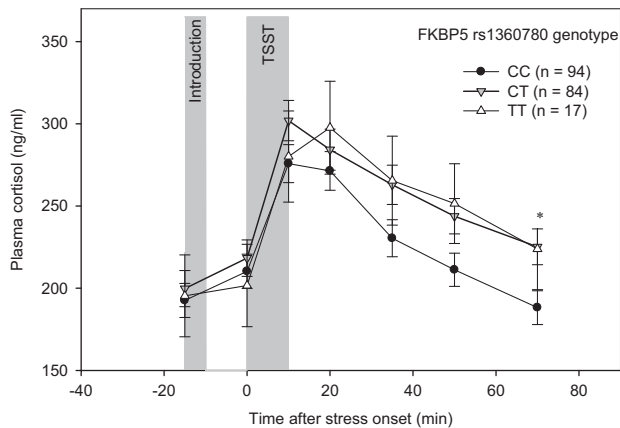 FKBP5 rs1360780 genotype
CC (n = 94)
CT (n = 84)
TT (n = 17)
Introduction
TSST
*
Plasma cortisol (ng/ml)
350
300
250
200
150
-40 -20 0 20 40 60 80
Time after stress onset (min)